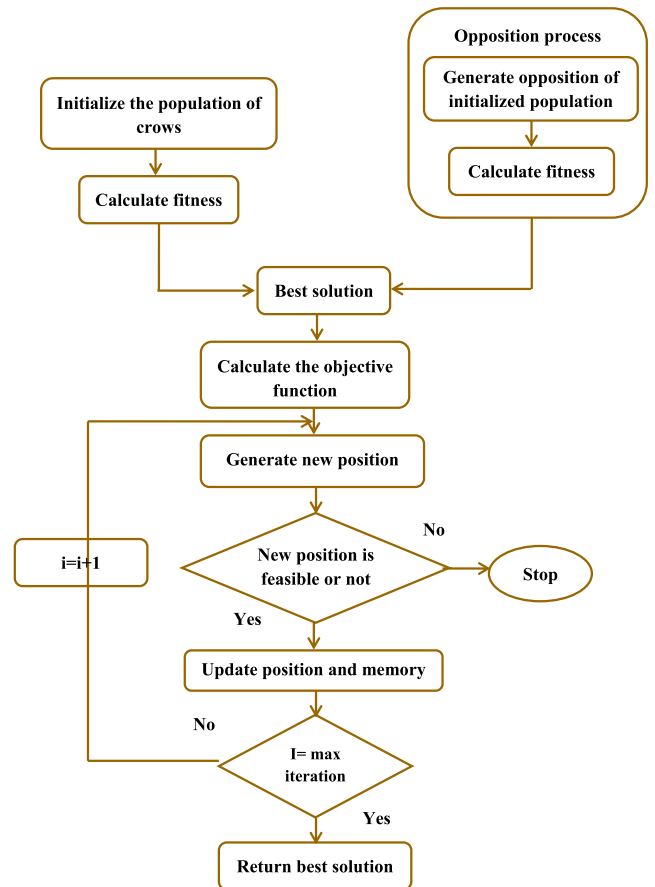 Opposition process
Generate opposition of
initialized population
Calculate fitness
Initialize the population of
crows
Calculate fitness
Best solution
Calculate the objective
function
Generate new position
No
New position is
feasible or not
Stop
i=i+1
Yes
Update position and memory
No
I= max
iteration
Yes
Return best solution